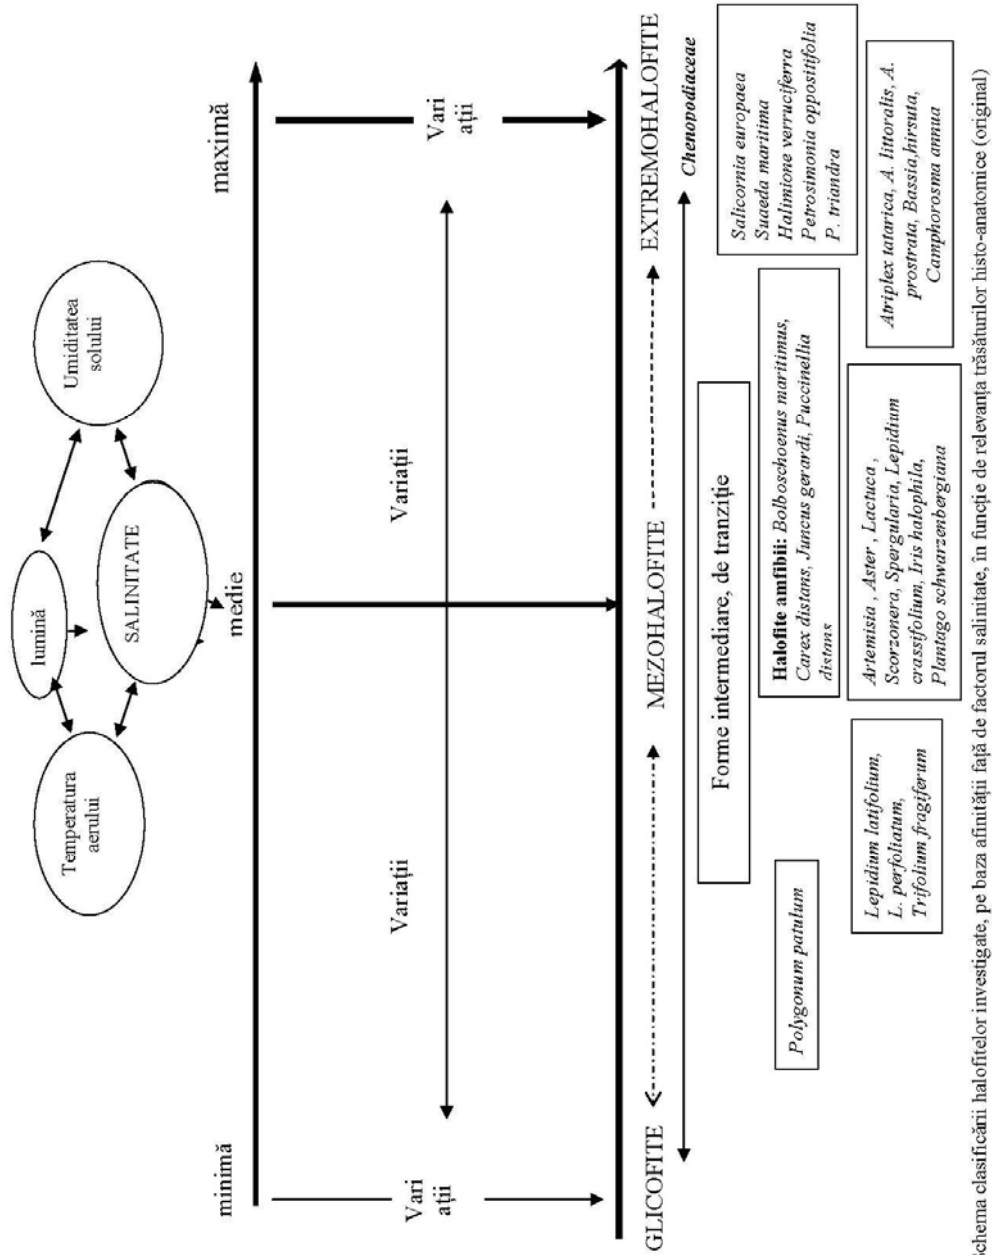 Temperatura
aerului
lumină
SALINITATE
Umiditatea
solului
minimă
medie
maximă
Vari
ații
Variații
Variații
Vari
ații
GLICOFITE
MEZOHALOFITE
EXTREMOHALOFITE
Chenopodiaceae
Forme intermediare, de tranziție
Polygonum patulum
Halofite amfibii: Bolboschoenus maritimus,
Carex distans, Juncus gerardi, Puccinellia
distans
Salicornia europaea
Suaeda maritima
Halimione verruciferra
Petrosimonia oppositifolia
P. triandra
Lepidium latifolium,
L. perfoliatum,
Trifolium fragiferum
Artemisia , Aster , Lactuca ,
Scorzonera, Spergularia, Lepidium
crassifolium, Iris halophila,
Plantago schwarzenbergiana
Atriplex tatarica, A. littoralis, A.
prostrata, Bassia,hirsuta,
Camphorosma annua
Schema clasificării halofitelor investigate, pe baza afinității față de factorul salinitate, în funcție de relevanța trăsăturilor histo-anatomice (original)